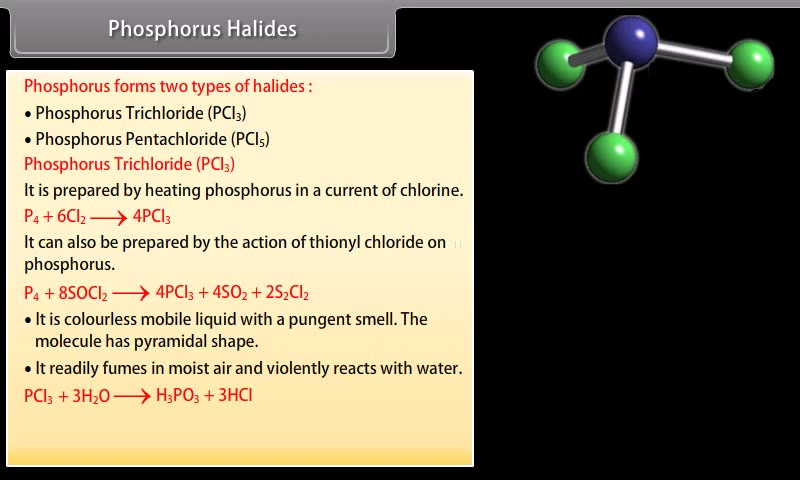 Phosphorus Halides
Phosphorus forms two types of halides :
• Phosphorus Trichloride (PCl₃)
• Phosphorus Pentachloride (PCl₅)
Phosphorus Trichloride (PCl₃)
It is prepared by heating phosphorus in a current of chlorine.
P₄ + 6Cl₂ ⟶ 4PCl₃
It can also be prepared by the action of thionyl chloride on
phosphorus.
P₄ + 8SOCl₂ ⟶ 4PCl₃ + 4SO₂ + 2S₂Cl₂
• It is colourless mobile liquid with a pungent smell. The
molecule has pyramidal shape.
• It readily fumes in moist air and violently reacts with water.
PCl₃ + 3H₂O ⟶ H₃PO₃ + 3HCl